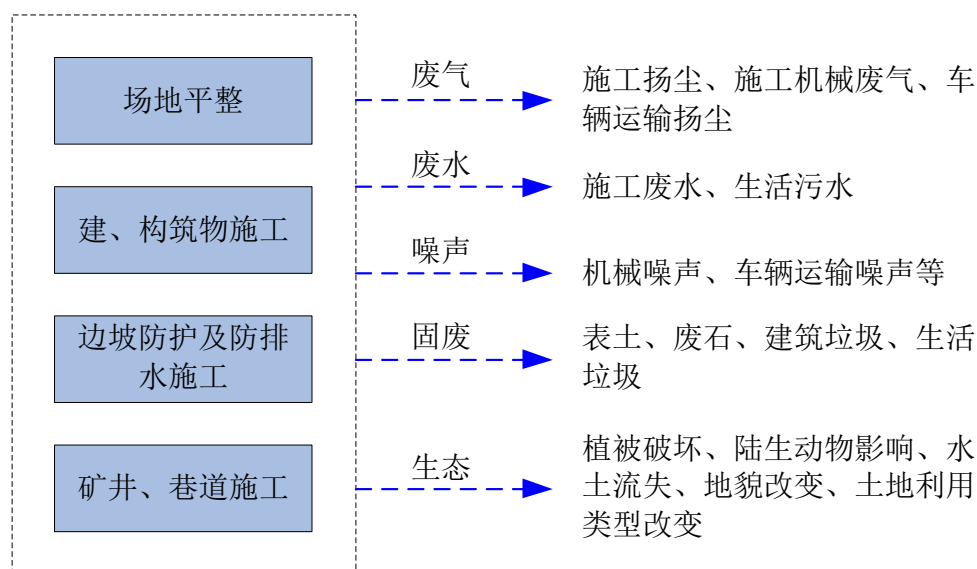 场地平整
废气
施工扬尘、施工机械废气、车
辆运输扬尘
废水
施工废水、生活污水
建、构筑物施工
噪声
机械噪声、车辆运输噪声等
边坡防护及防排
水施工
固废
表土、废石、建筑垃圾、生活
垃圾
矿井、巷道施工
生态
植被破坏、陆生动物影响、水
土流失、地貌改变、土地利用
类型改变